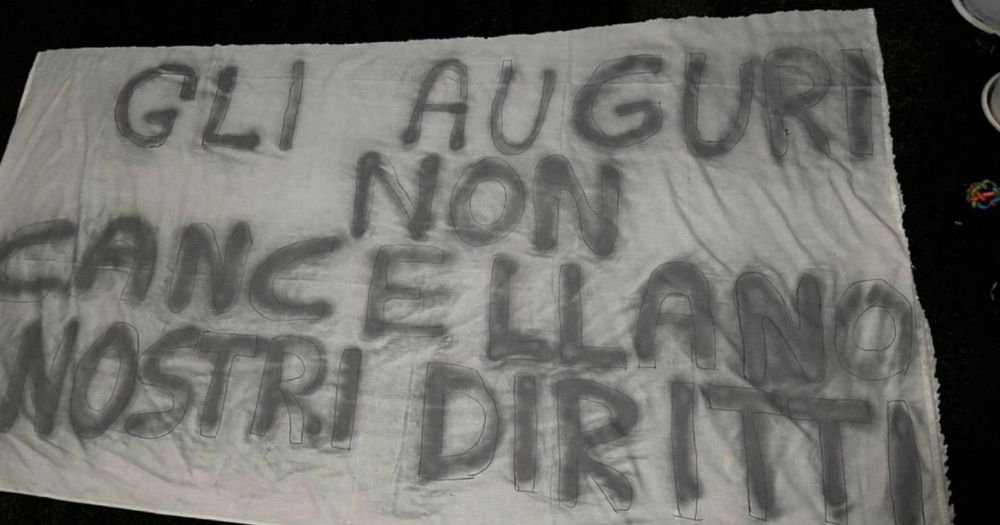 GLI AUGURI
NON
CANCELLANO
NOSTRI DIRITTI